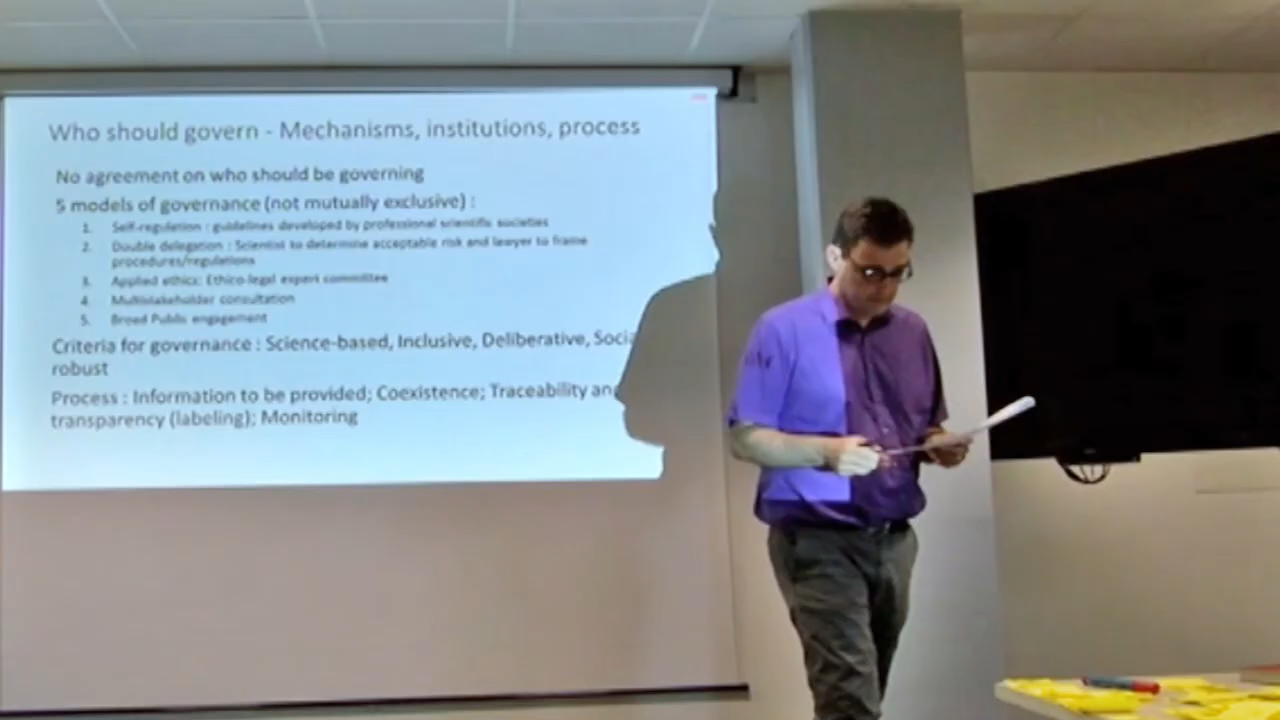 Who should govern - Mechanisms, institutions, process
No agreement on who should be governing
5 models of governance (not mutually exclusive) :
1. Self-regulation : guidelines developed by professional scientific societies
2. Double delegation : Scientist to determine acceptable risk and lawyer to frame
procedures/regulations
3. Applied ethics: Ethico-legal expert committee
4. Multistakeholder consultation
5. Broad Public engagement
Criteria for governance : Science-based, Inclusive, Deliberative,
robust
Process : Information to be provided; Coexistence; Traceability and
transparency (labeling); Monitoring